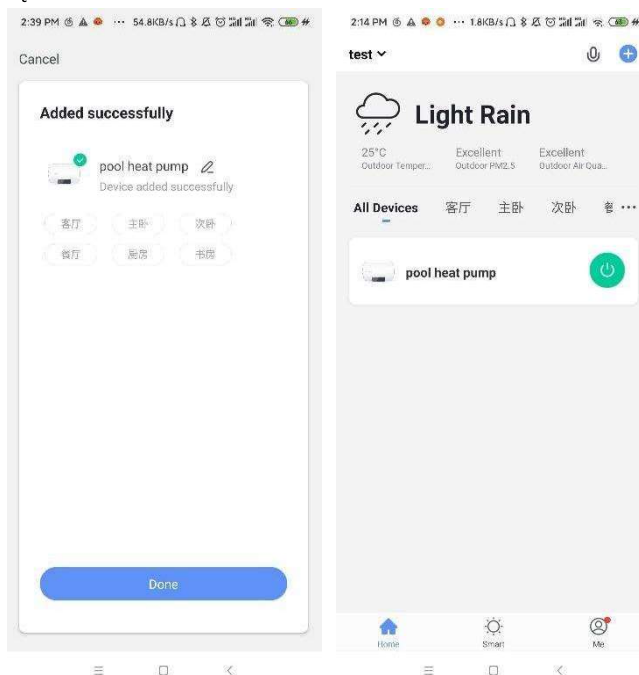 2:39 PM ··· 54.8KB/s
Cancel
Added successfully
pool heat pump
Device added successfully
客厅 主卧 次卧
餐厅 厨房 书房
Done
2:14 PM ··· 1.8KB/s
test
Light Rain
25°C Excellent Excellent
Outdoor Temper... Outdoor PM2.5 Outdoor Air Qua...
All Devices 客厅 主卧 次卧 ···
pool heat pump
Home Smart Me